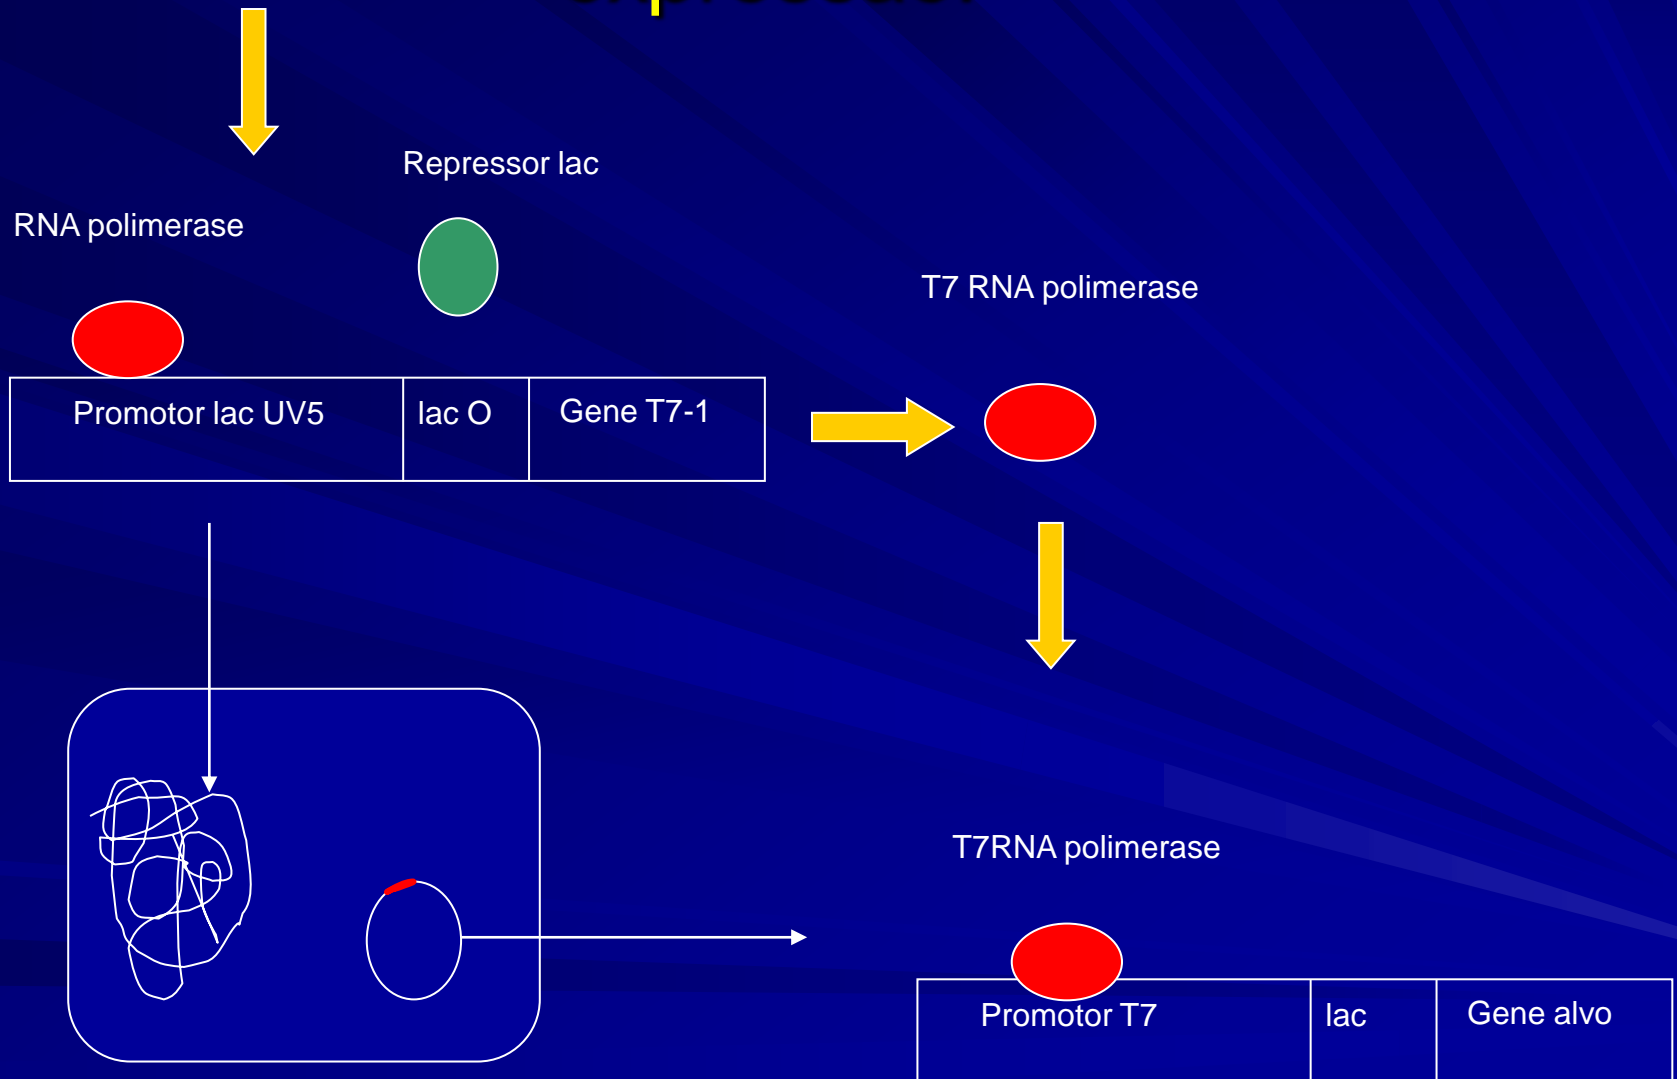 Repressor lac
RNA polimerase
T7 RNA polimerase
Promotor lac UV5
lac O
Gene T7-1
T7RNA polimerase
Promotor T7
lac
Gene alvo